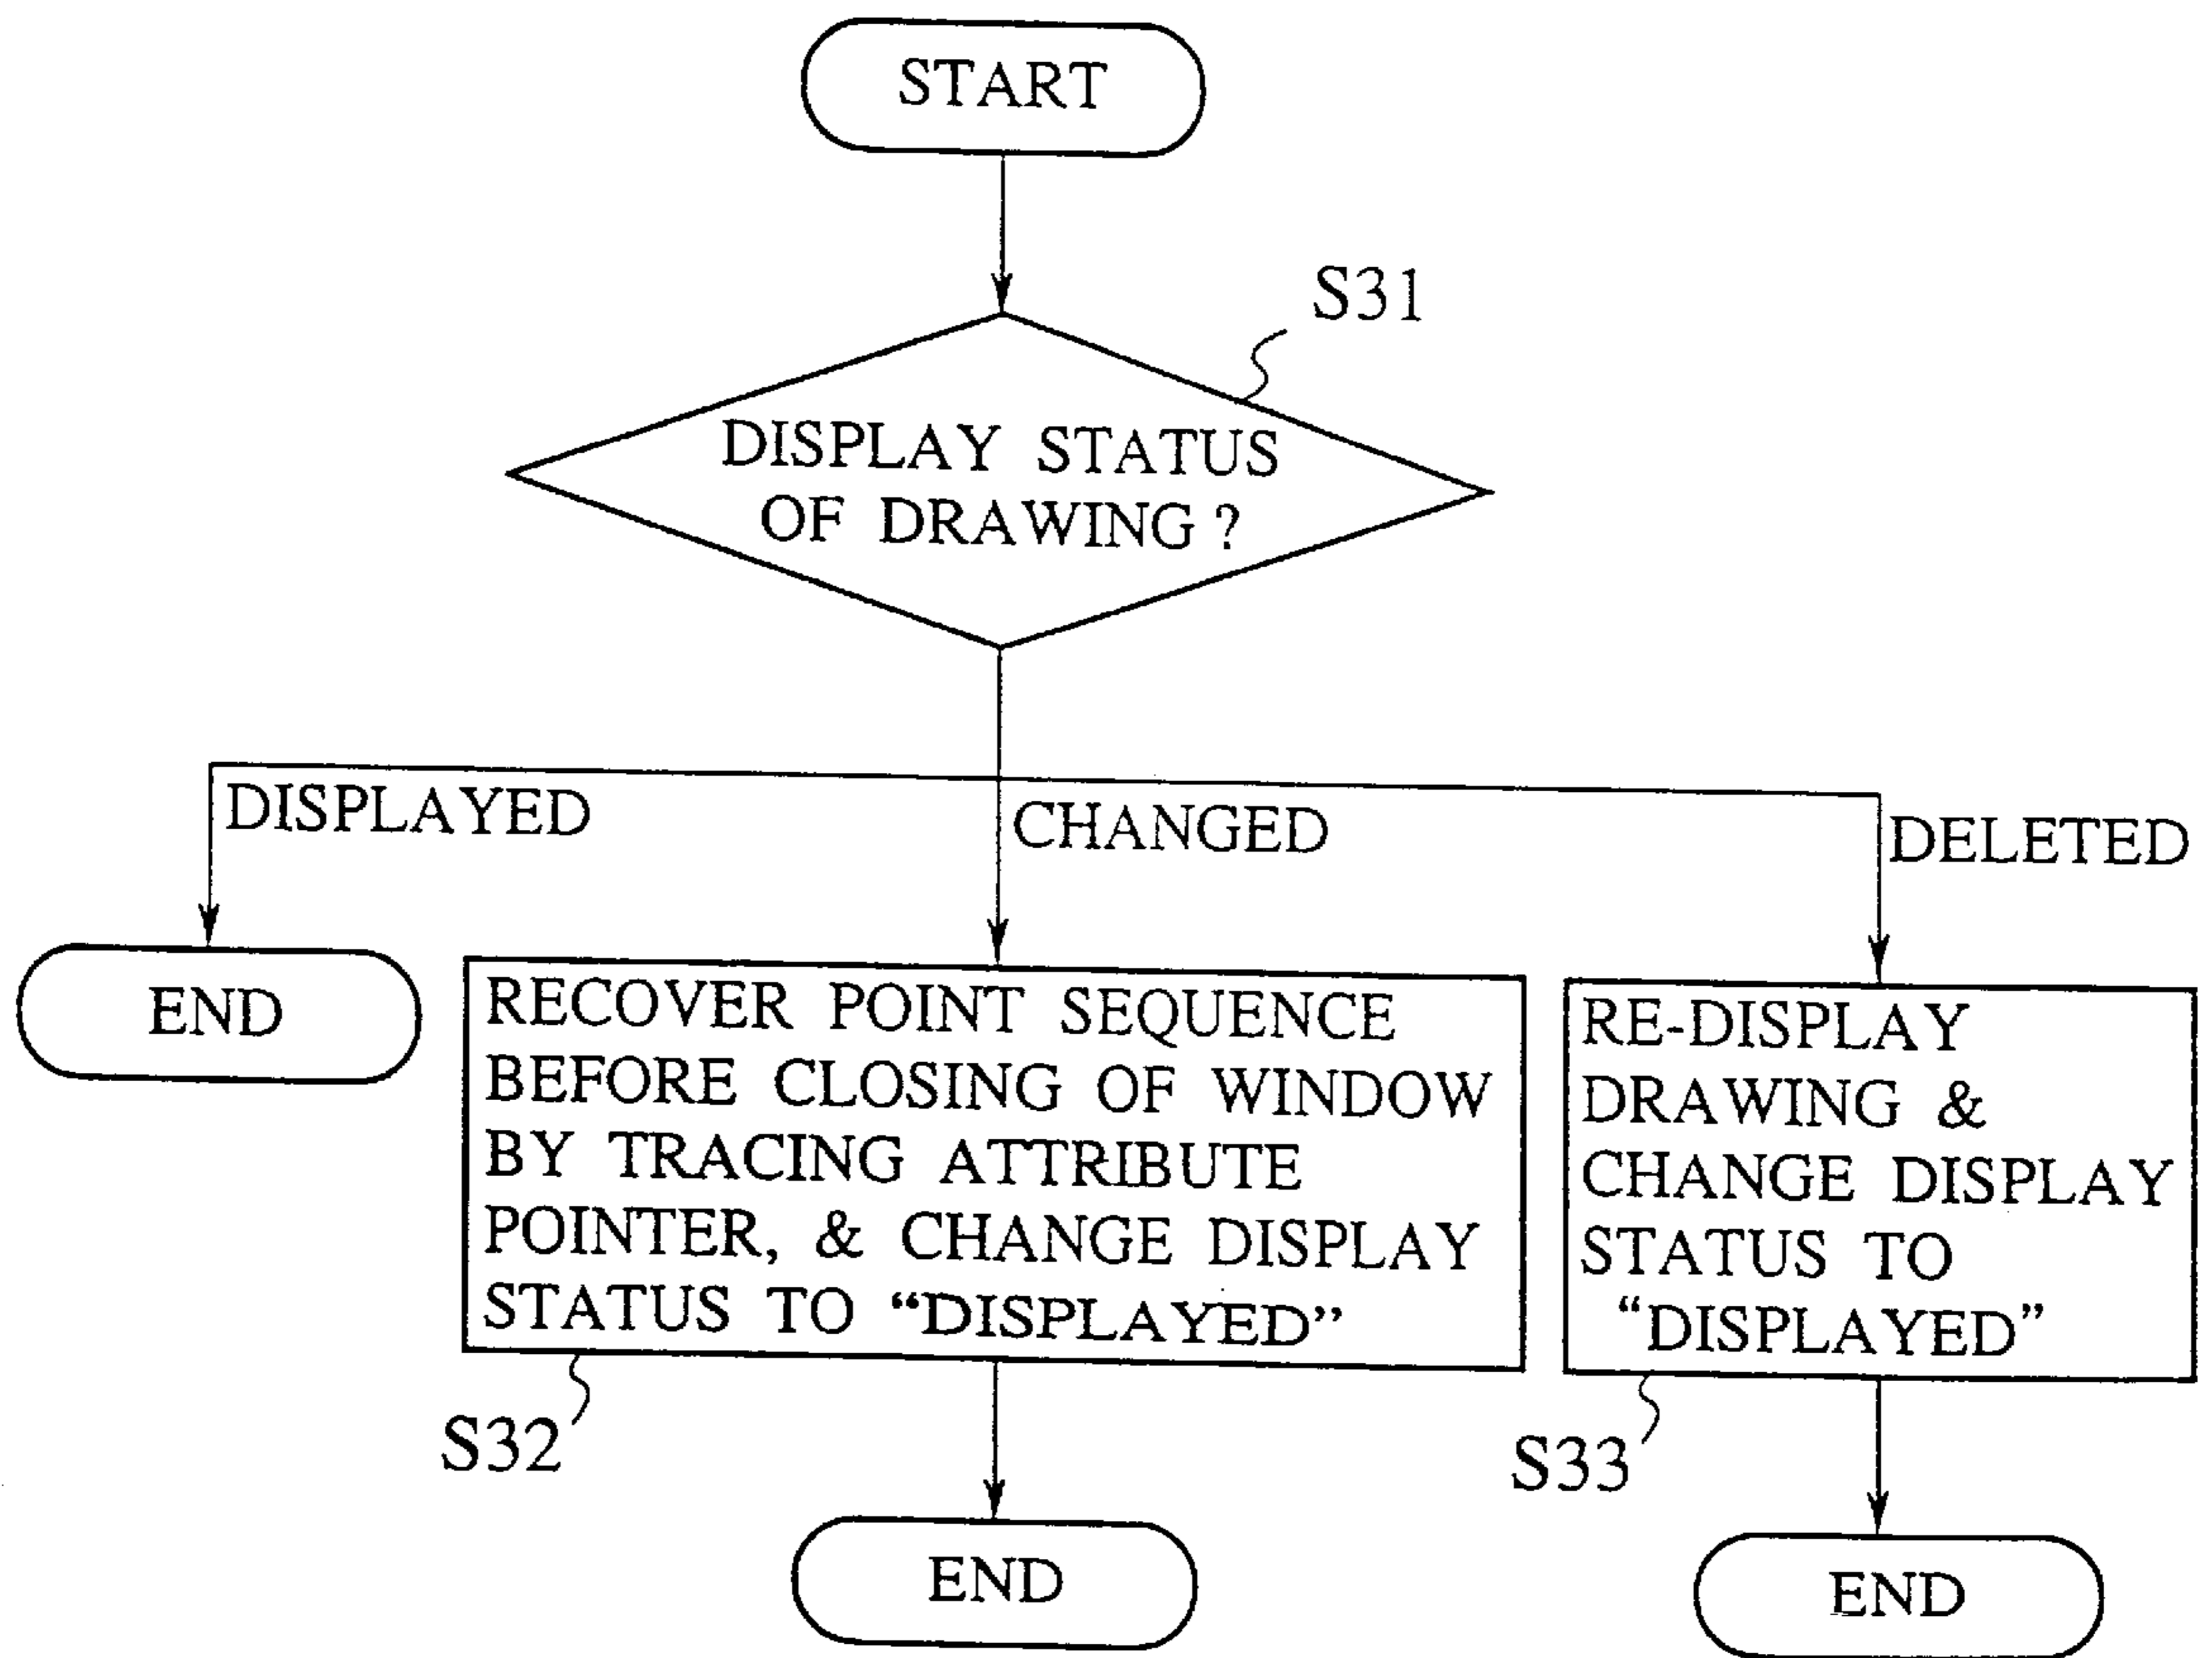 START
S31
DISPLAY STATUS
OF DRAWING ?
DISPLAYED
CHANGED
DELETED
END
RECOVER POINT SEQUENCE
BEFORE CLOSING OF WINDOW
BY TRACING ATTRIBUTE
POINTER, & CHANGE DISPLAY
STATUS TO “DISPLAYED”
RE-DISPLAY
DRAWING &
CHANGE DISPLAY
STATUS TO
“DISPLAYED”
S32
S33
END
END